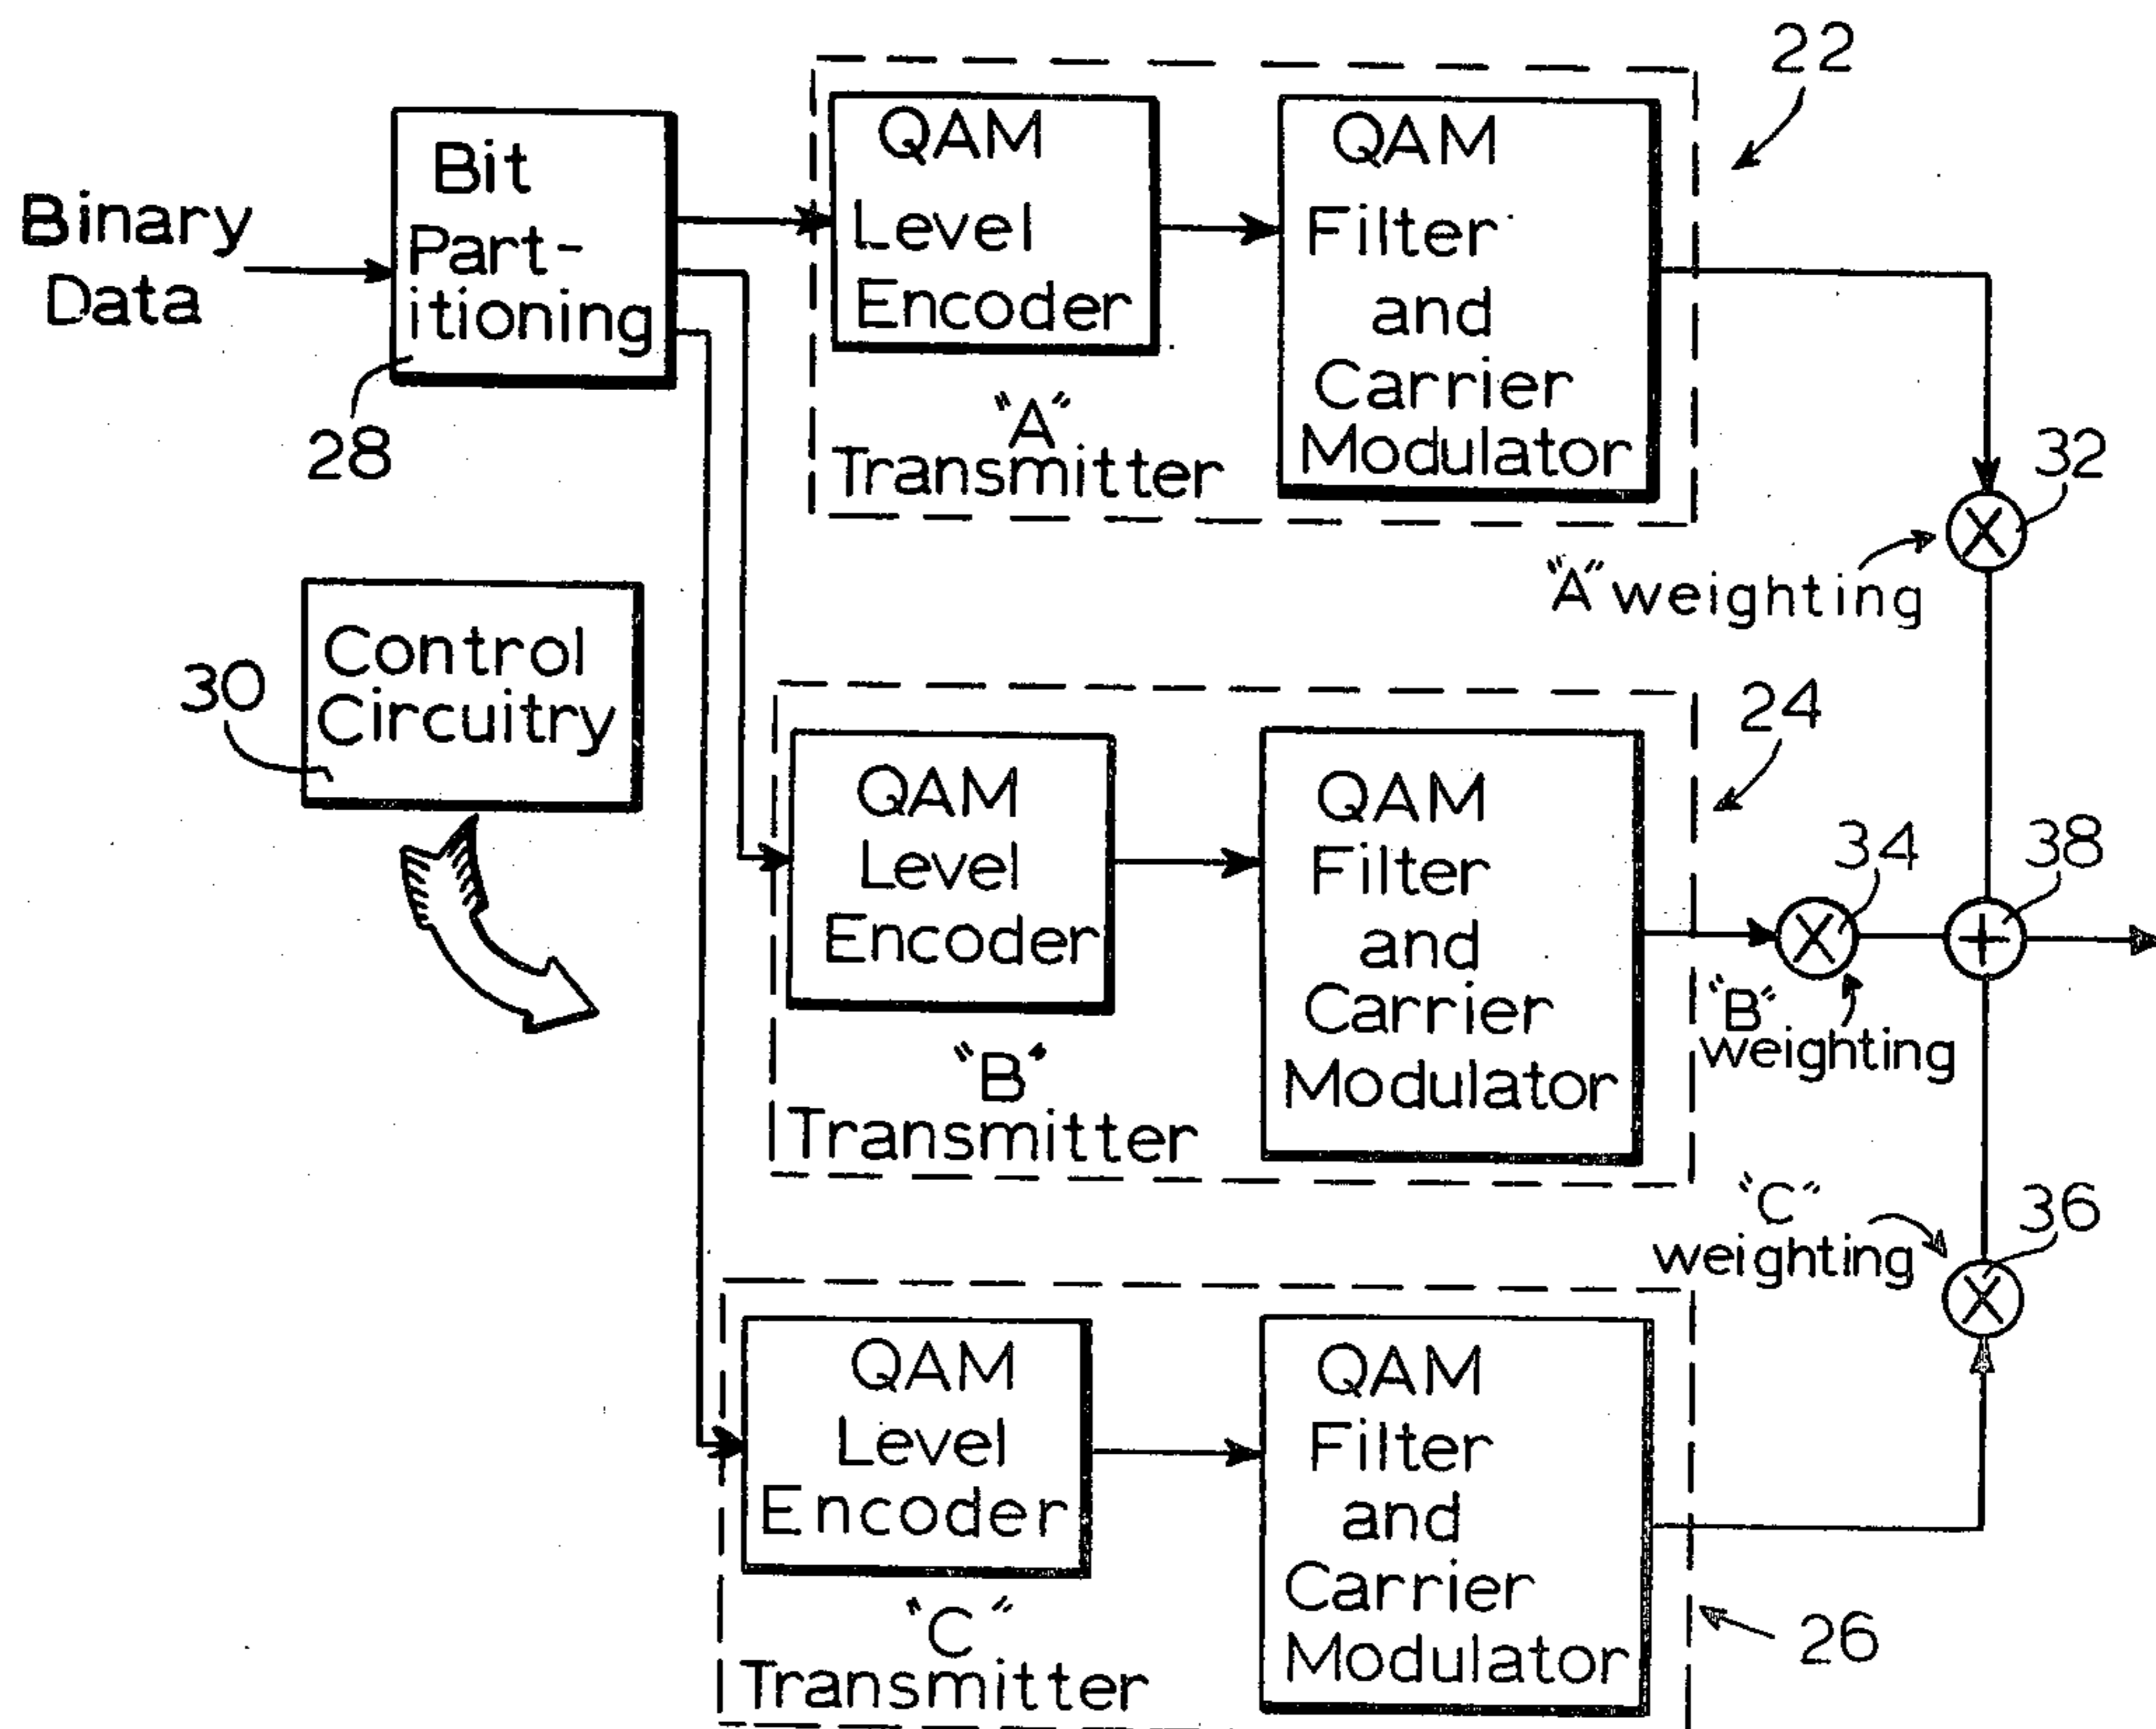 22
Binary
Data
Bit
Part-
itioning
28
QAM
Level
Encoder
"A"
Transmitter
QAM
Filter
and
Carrier
Modulator
32
"A" weighting
Control
Circuitry
30
24
QAM
Level
Encoder
"B"
Transmitter
QAM
Filter
and
Carrier
Modulator
34
38
"B"
weighting
"C"
weighting
36
QAM
Level
Encoder
"C"
Transmitter
QAM
Filter
and
Carrier
Modulator
26